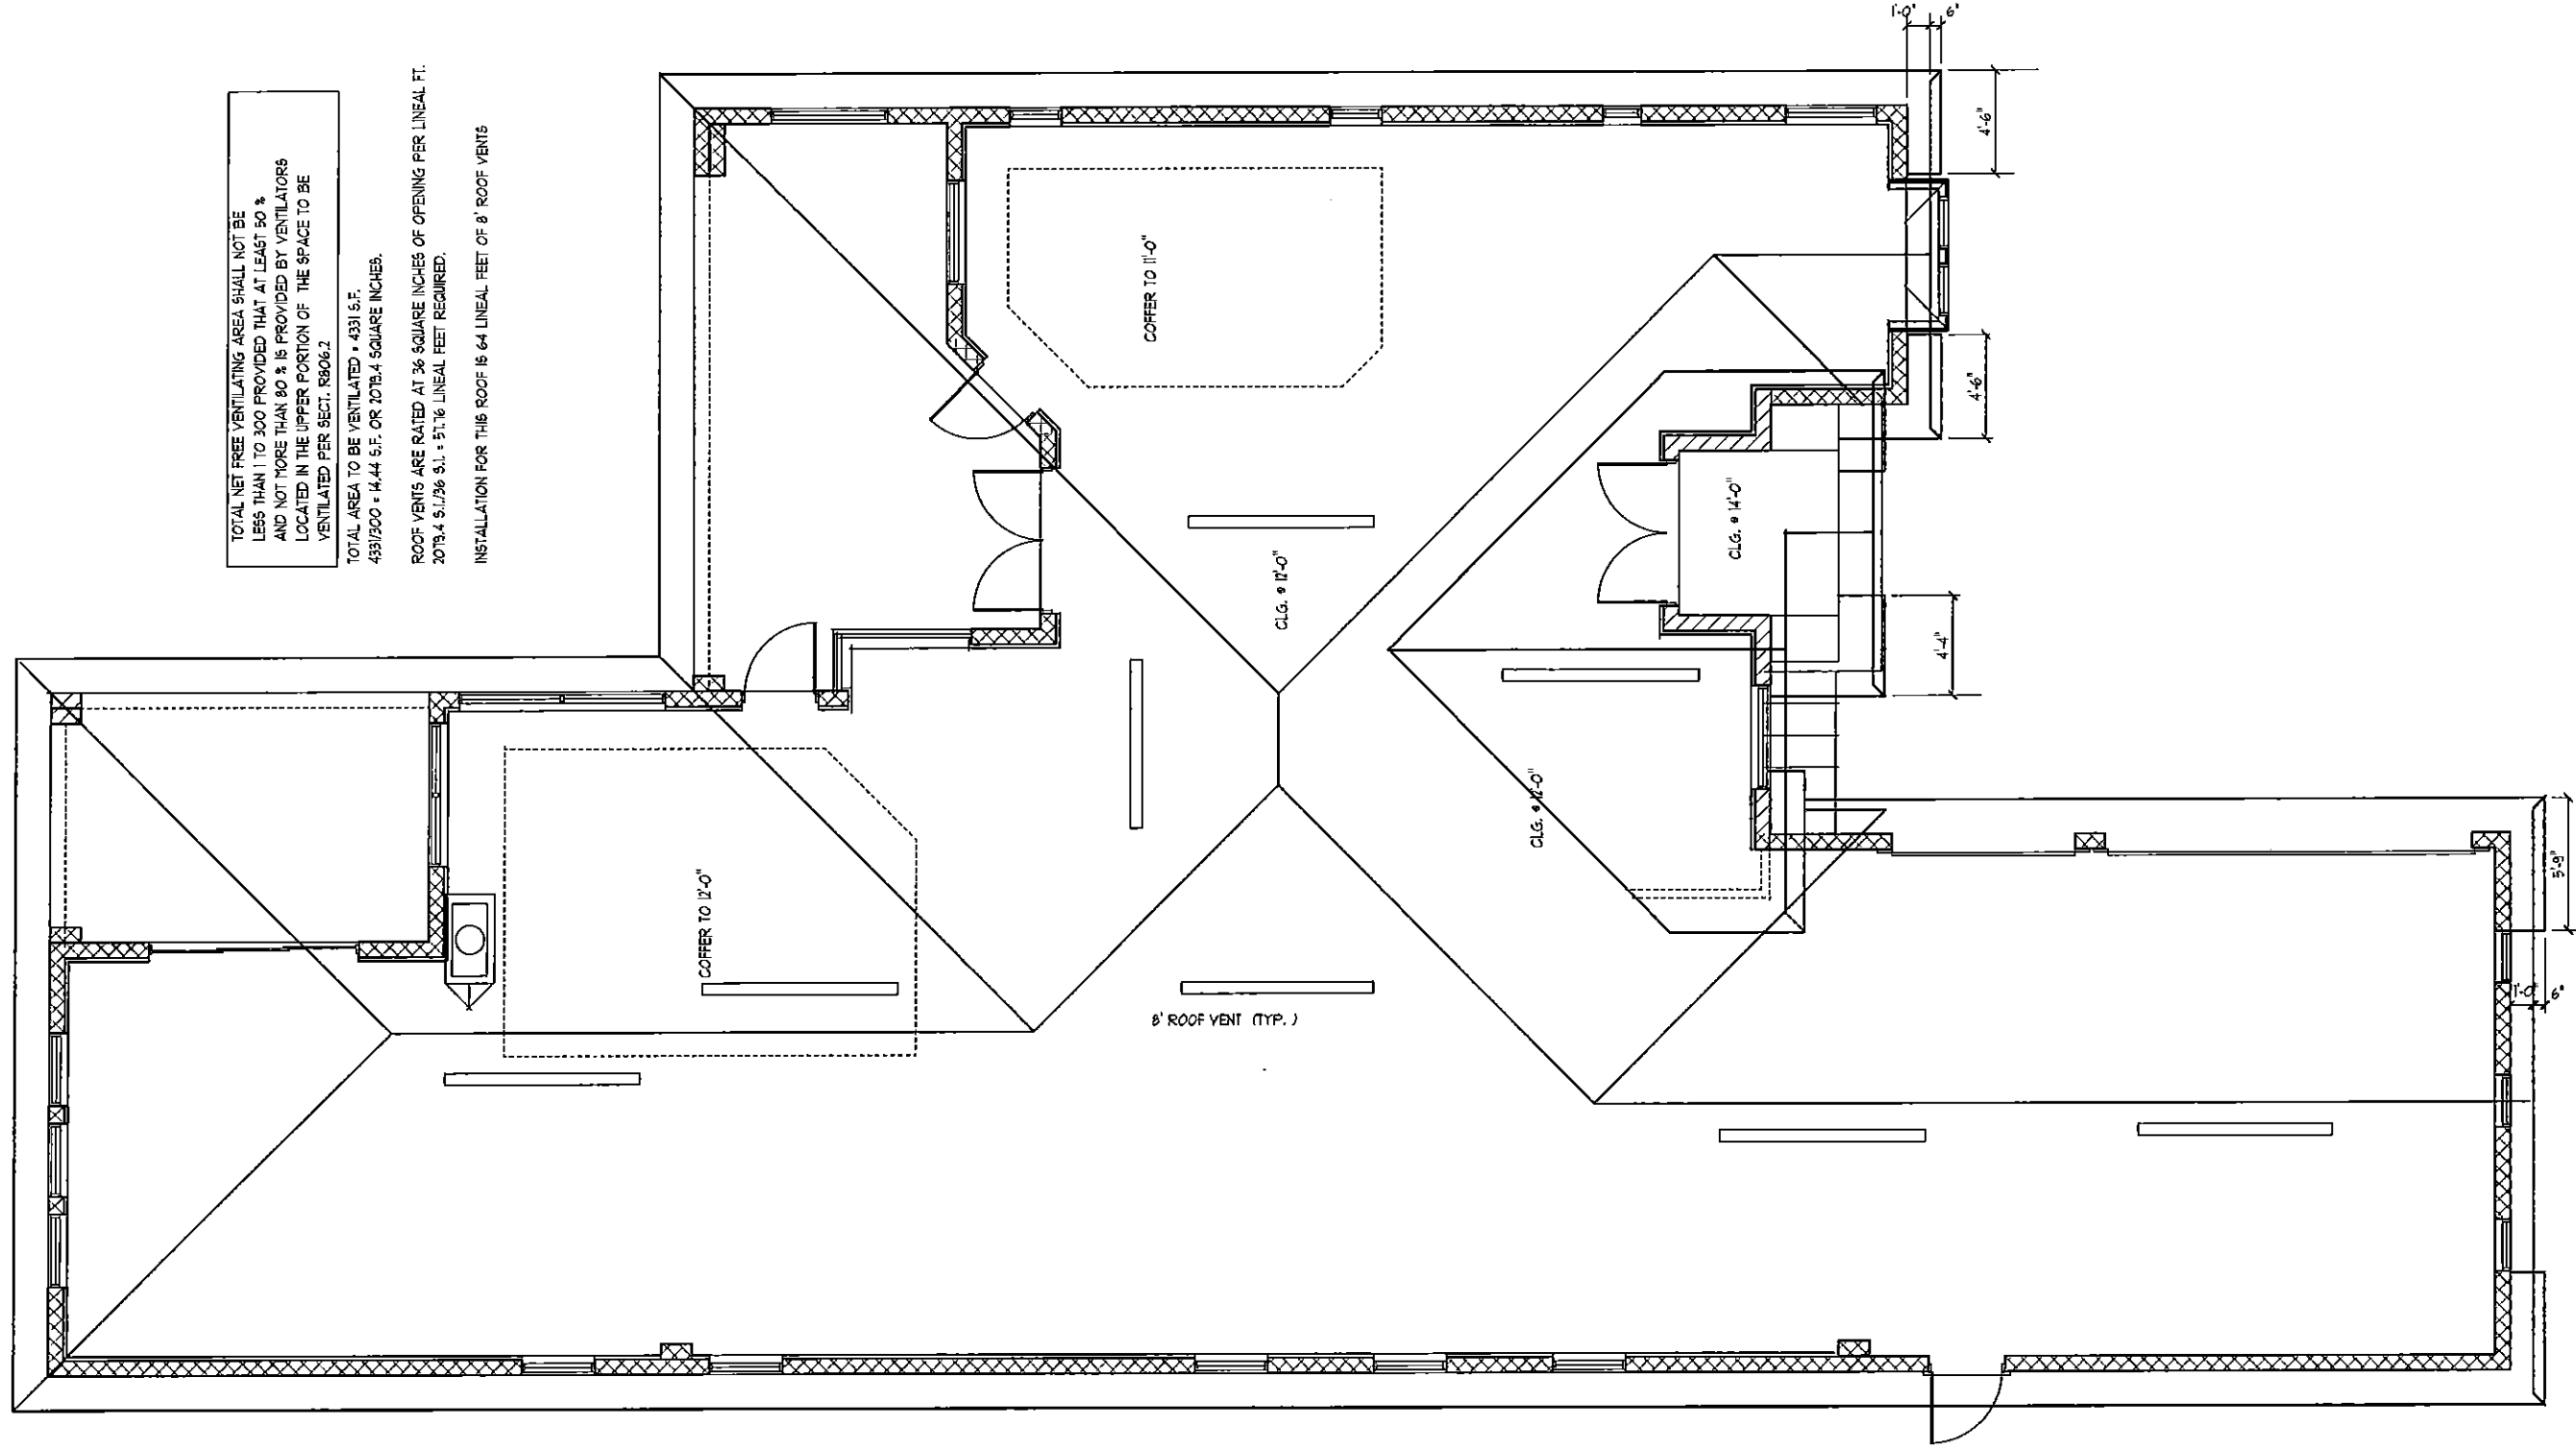 TOTAL NET FREE VENTILATING AREA SHALL NOT BE
LESS THAN 1 TO 300 PROVIDED THAT AT LEAST 50 %
AND NOT MORE THAN 80 % IS PROVIDED BY VENTILATORS
LOCATED IN THE UPPER PORTION OF THE SPACE TO BE
VENTILATED PER SECT. R806.2
TOTAL AREA TO BE VENTILATED = 4331 S.F.
4331/300 = 14.44 S.F. OR 2079.4 SQUARE INCHES.
ROOF VENTS ARE RATED AT 36 SQUARE INCHES OF OPENING PER LINEAL FT.
2079.4 S.I./36 S.I. = 57.76 LINEAL FEET REQUIRED.
INSTALLATION FOR THIS ROOF IS 64 LINEAL FEET OF 8' ROOF VENTS
1'-0"
6"
4'-6"
COFFER TO 11'-0"
4'-6"
CLG. @ 14'-0"
CLG. @ 12'-0"
4'-4"
CLG. @ 12'-0"
COFFER TO 12'-0"
5'-9"
1'-0"
6"
8' ROOF VENT (TYP.)